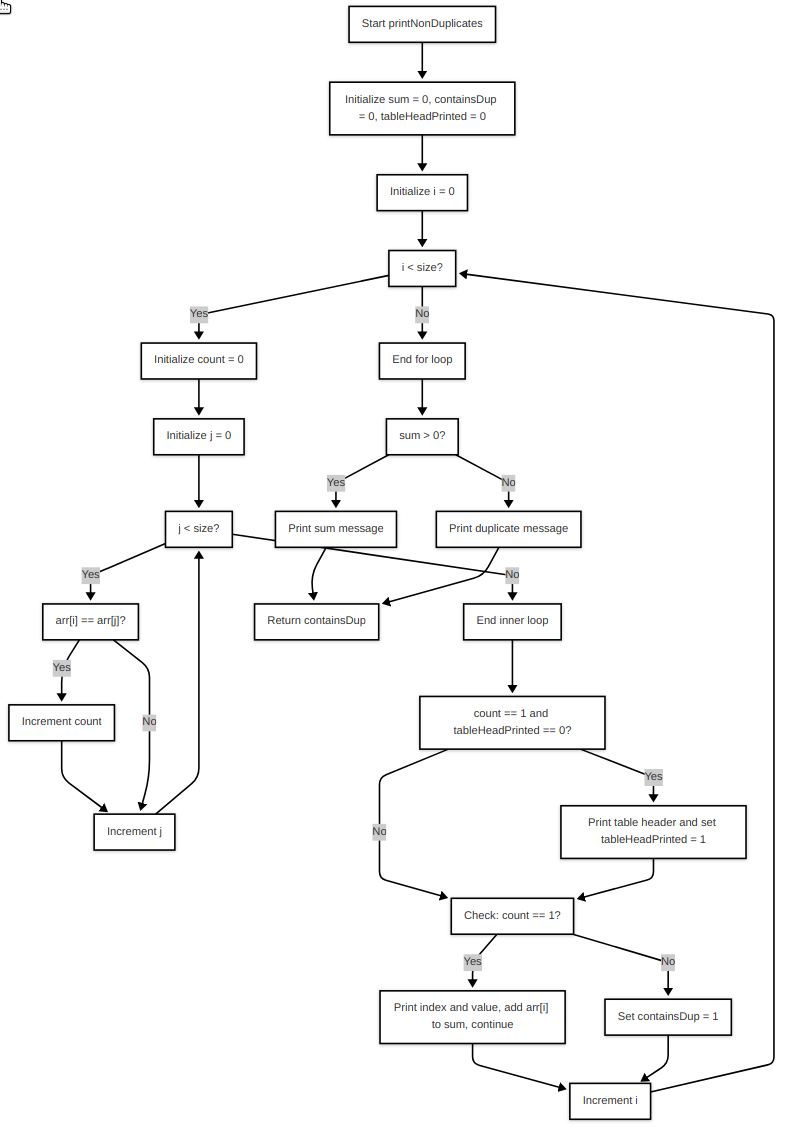 Start printNonDuplicates
Initialize sum = 0, containsDup
= 0, tableHeadPrinted = 0
Initialize i = 0
i < size?
Yes
No
Initialize count = 0
End for loop
Initialize j = 0
sum > 0?
Yes
No
j < size?
Print sum message
Print duplicate message
Yes
No
arr[i] == arr[j]?
Return containsDup
End inner loop
Yes
Increment count
No
count == 1 and
tableHeadPrinted == 0?
Yes
Increment j
No
Print table header and set
tableHeadPrinted = 1
Check: count == 1?
Yes
No
Print index and value, add arr[i]
to sum, continue
Set containsDup = 1
Increment i